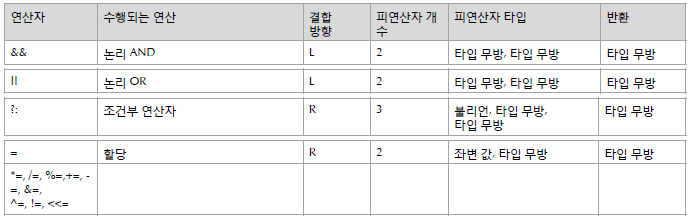 연산자 수행되는 연산 결합 방향 피연산자 개수 피연산자 타입 반환
&& 논리 AND L 2 타입 무방, 타입 무방 타입 무방
|| 논리 OR L 2 타입 무방, 타입 무방 타입 무방
?: 조건부 연산자 R 3 불리언, 타입 무방, 타입 무방 타입 무방
= 할당 R 2 좌변 값, 타입 무방 타입 무방
*=, /=, %=,+=, -
=, &=,
^=, !=, <<=